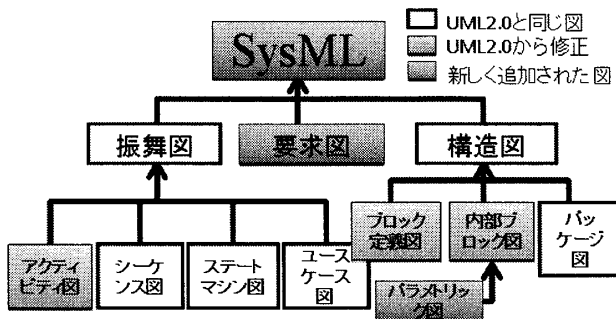 SysML
UML2.0と同じ図
UML2.0から修正
新しく追加された図
振舞図
要求図
構造図
アクティ
ビティ図
シーケ
ンス図
ステート
マシン図
ユース
ケース
図
ブロック
定義図
内部ブ
ロック図
パッ
ケージ
図
パラメトリッ
ク図